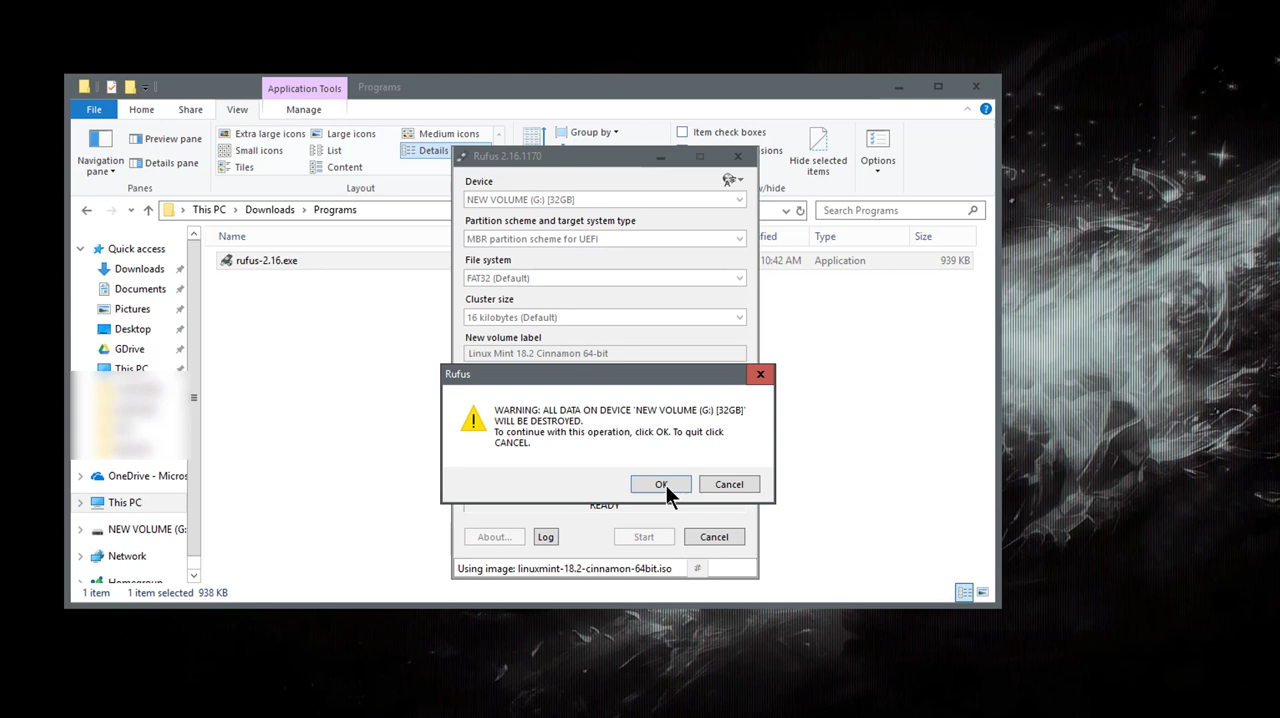 Application Tools
Programs
File
Home
Share
View
Manage
Navigation pane
Preview pane
Details pane
Panes
Extra large icons
Large icons
Medium icons
Small icons
List
Details
Tiles
Content
Layout
Group by
Item check boxes
Hide selected items
Options
This PC
Downloads
Programs
Search Programs
Name
Type
Size
rufus-2.16.exe
10:42 AM
Application
939 KB
Quick access
Downloads
Documents
Pictures
Desktop
GDrive
This PC
OneDrive - Micros
This PC
NEW VOLUME (G:
Network
Homegroup
1 item
1 item selected 938 KB
Rufus 2.16.1170
Device
NEW VOLUME (G:) [32GB]
Partition scheme and target system type
MBR partition scheme for UEFI
File system
FAT32 (Default)
Cluster size
16 kilobytes (Default)
New volume label
Linux Mint 18.2 Cinnamon 64-bit
Rufus
WARNING: ALL DATA ON DEVICE 'NEW VOLUME (G:) [32GB]'
WILL BE DESTROYED.
To continue with this operation, click OK. To quit click
CANCEL.
OK
Cancel
READY
About...
Log
Start
Cancel
Using image: linuxmint-18.2-cinnamon-64bit.iso
#